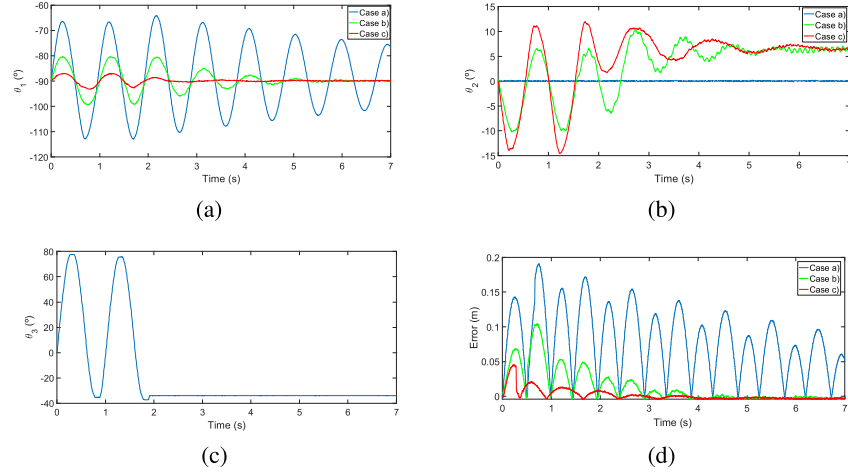 -60
-70
-80
-90
-100
-110
-120
θ1 (º)
0 1 2 3 4 5 6 7
Time (s)
Case a)
Case b)
Case c)
(a)
15
10
5
0
-5
-10
-15
θ2 (º)
0 1 2 3 4 5 6 7
Time (s)
Case a)
Case b)
Case c)
(b)
80
60
40
20
0
-20
-40
θ3 (º)
0 1 2 3 4 5 6 7
Time (s)
(c)
0.2
0.15
0.1
0.05
0
Error (m)
0 1 2 3 4 5 6 7
Time (s)
Case a)
Case b)
Case c)
(d)